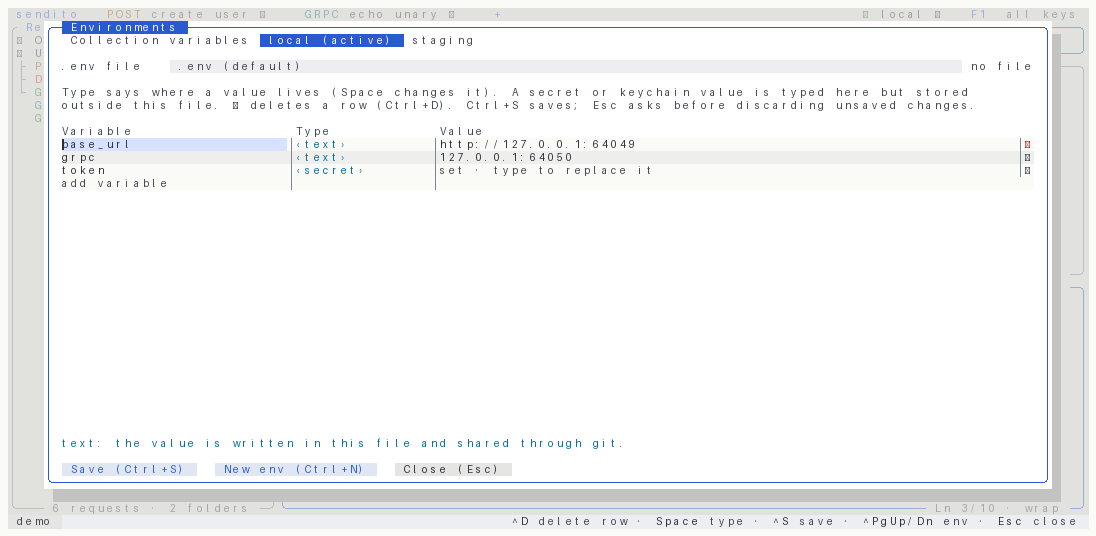 sendito POST create user GRPC echo unary + local F1 all keys
Re Environments
O Collection variables local (active) staging
U
P .env file .env (default) no file
D
G Type says where a value lives (Space changes it). A secret or keychain value is typed here but stored
G outside this file. deletes a row (Ctrl+D). Ctrl+S saves; Esc asks before discarding unsaved changes.
G
Variable Type Value
base_url ‹text› http://127.0.0.1:64049
grpc ‹text› 127.0.0.1:64050
token ‹secret› set · type to replace it
add variable
text: the value is written in this file and shared through git.
Save (Ctrl+S) New env (Ctrl+N) Close (Esc)
6 requests · 2 folders Ln 3/10 · wrap
demo ^D delete row · Space type · ^S save · ^PgUp/Dn env · Esc close